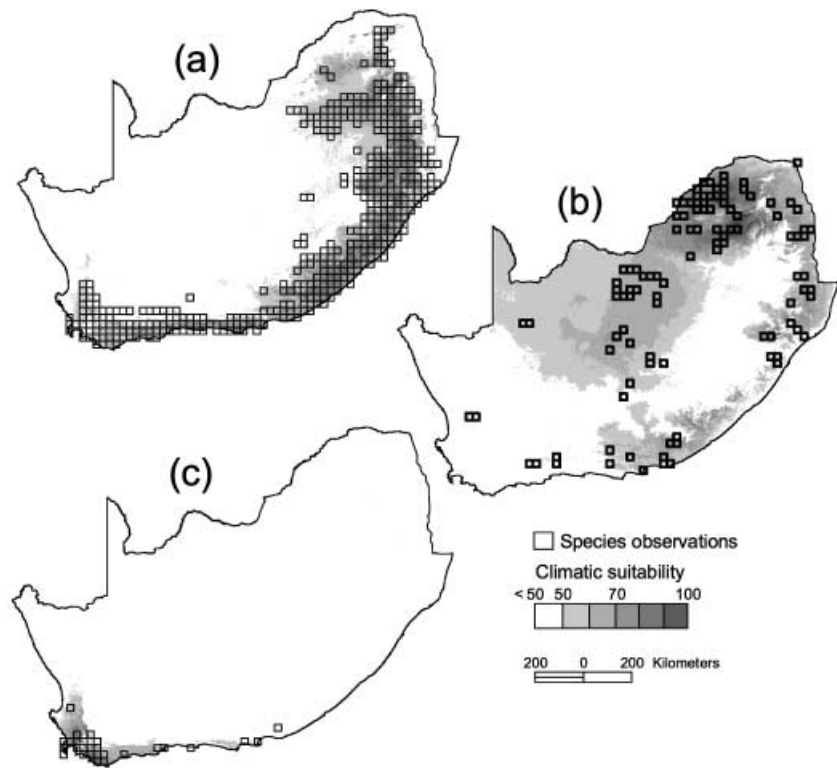 (a)
(b)
(c)
Species observations
Climatic suitability
< 50 50 70 100
200 0 200 Kilometers